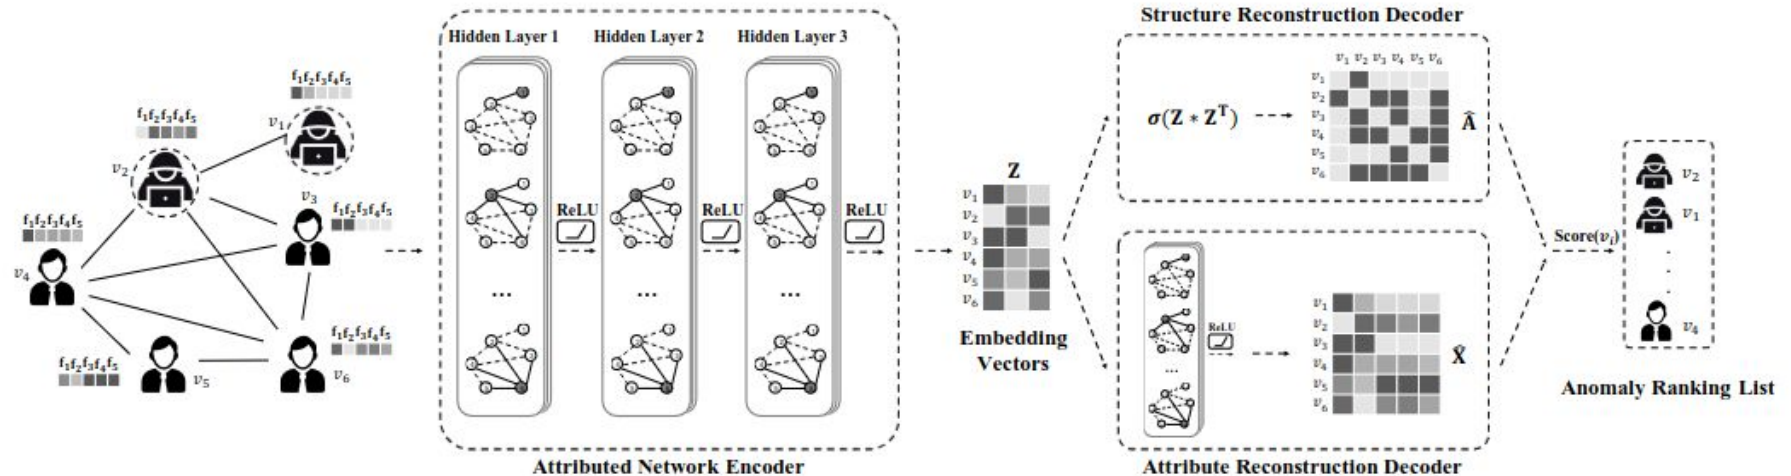 f₁f₂f₃f₄f₅
v₁
f₁f₂f₃f₄f₅
v₂
v₃
f₁f₂f₃f₄f₅
f₁f₂f₃f₄f₅
v₄
f₁f₂f₃f₄f₅
v₅
f₁f₂f₃f₄f₅
v₆
Hidden Layer 1
Hidden Layer 2
Hidden Layer 3
ReLU
ReLU
ReLU
...
...
...
Attributed Network Encoder
Z
v₁
v₂
v₃
v₄
v₅
v₆
Embedding
Vectors
Structure Reconstruction Decoder
σ(Z * Zᵀ)
v₁ v₂ v₃ v₄ v₅ v₆
v₁
v₂
v₃
v₄
v₅
v₆
Â
ReLU
...
v₁
v₂
v₃
v₄
v₅
v₆
X̂
Attribute Reconstruction Decoder
Score(vᵢ)
v₂
v₁
.
.
.
v₄
Anomaly Ranking List